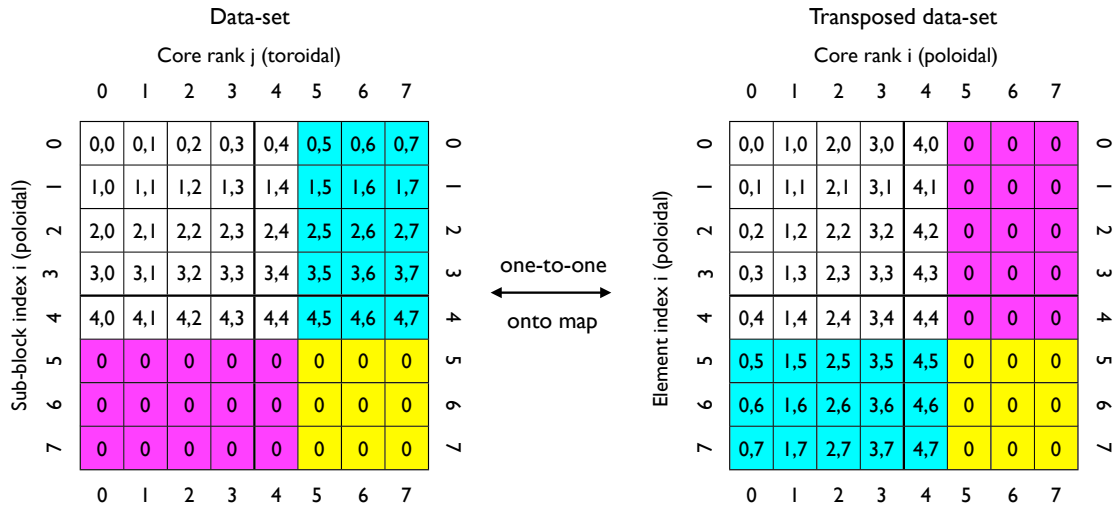 Data-set
Core rank j (toroidal)
0 1 2 3 4 5 6 7
Sub-block index i (poloidal)
0 0,0 0,1 0,2 0,3 0,4 0,5 0,6 0,7 0
1 1,0 1,1 1,2 1,3 1,4 1,5 1,6 1,7 1
2 2,0 2,1 2,2 2,3 2,4 2,5 2,6 2,7 2
3 3,0 3,1 3,2 3,3 3,4 3,5 3,6 3,7 3
4 4,0 4,1 4,2 4,3 4,4 4,5 4,6 4,7 4
5 0 0 0 0 0 0 0 0 5
6 0 0 0 0 0 0 0 0 6
7 0 0 0 0 0 0 0 0 7
0 1 2 3 4 5 6 7
one-to-one
onto map
Transposed data-set
Core rank i (poloidal)
0 1 2 3 4 5 6 7
Element index i (poloidal)
0 0,0 1,0 2,0 3,0 4,0 0 0 0 0
1 0,1 1,1 2,1 3,1 4,1 0 0 0 1
2 0,2 1,2 2,2 3,2 4,2 0 0 0 2
3 0,3 1,3 2,3 3,3 4,3 0 0 0 3
4 0,4 1,4 2,4 3,4 4,4 0 0 0 4
5 0,5 1,5 2,5 3,5 4,5 0 0 0 5
6 0,6 1,6 2,6 3,6 4,6 0 0 0 6
7 0,7 1,7 2,7 3,7 4,7 0 0 0 7
0 1 2 3 4 5 6 7